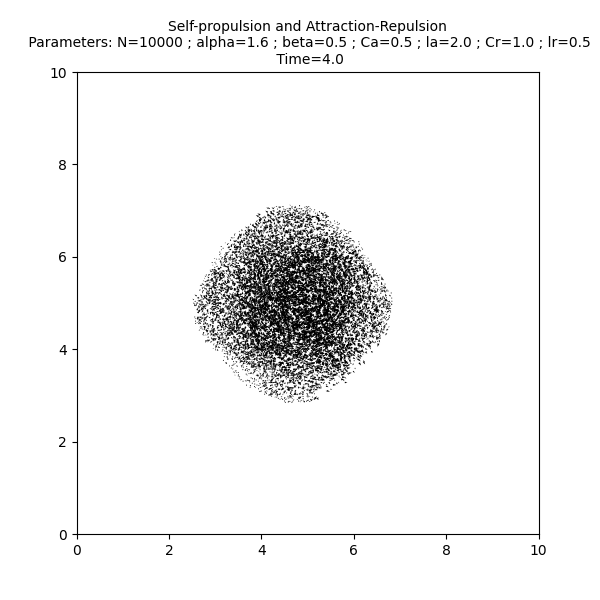 Self-propulsion and Attraction-Repulsion
Parameters: N=10000 ; alpha=1.6 ; beta=0.5 ; Ca=0.5 ; la=2.0 ; Cr=1.0 ; lr=0.5
Time=4.0
10
8
6
4
2
0
0 2 4 6 8 10